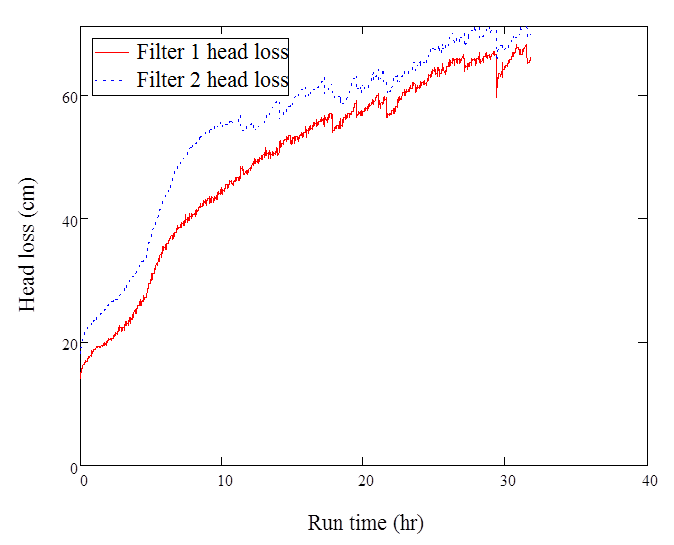 Filter 1 head loss
Filter 2 head loss
60
40
20
0
0 10 20 30 40
Head loss (cm)
Run time (hr)